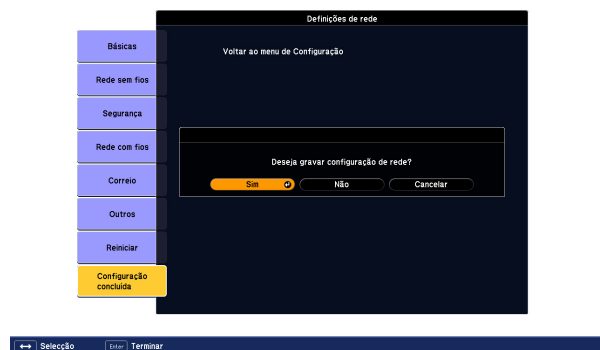 Definições de rede
Básicas
Voltar ao menu de Configuração
Rede sem fios
Segurança
Rede com fios
Deseja gravar configuração de rede?
Correio
Sim
Não
Cancelar
Outros
Reiniciar
Configuração
concluída
Selecção
Enter Terminar